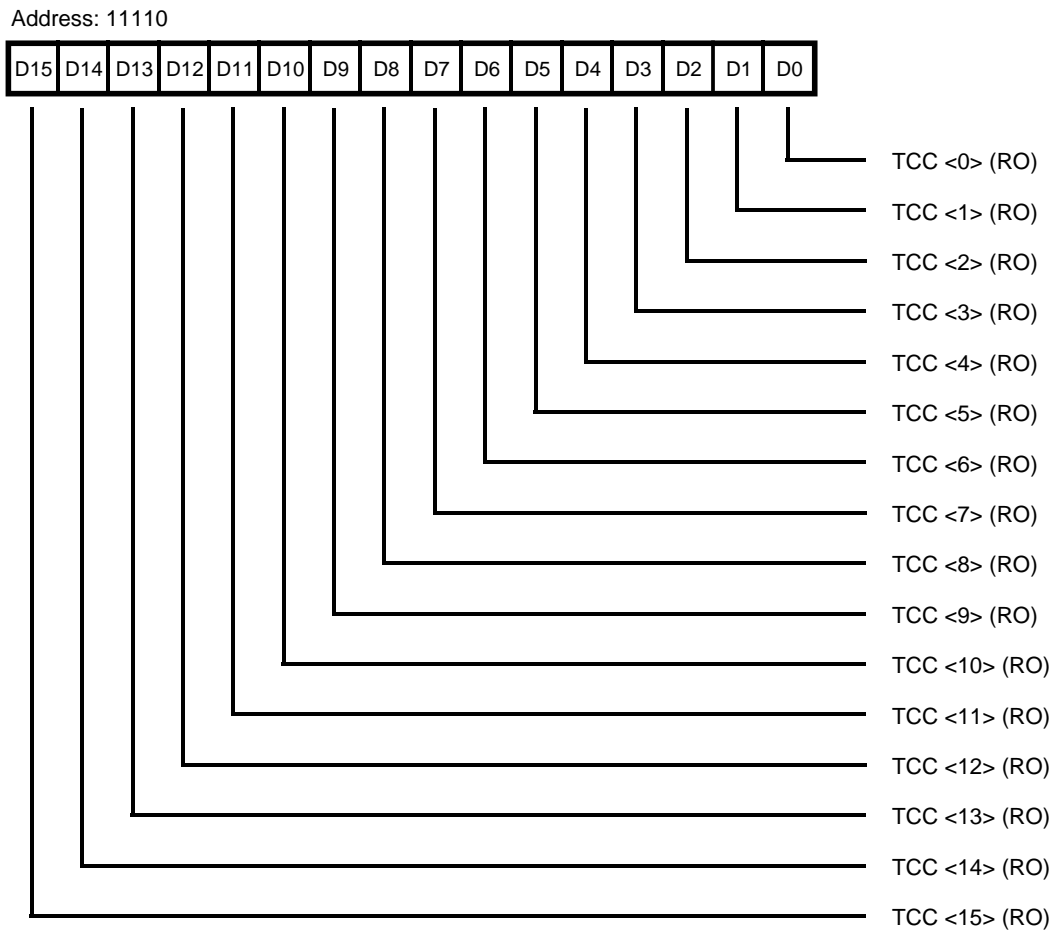 Address: 11110
D15 D14 D13 D12 D11 D10 D9 D8 D7 D6 D5 D4 D3 D2 D1 D0
TCC <0> (RO)
TCC <1> (RO)
TCC <2> (RO)
TCC <3> (RO)
TCC <4> (RO)
TCC <5> (RO)
TCC <6> (RO)
TCC <7> (RO)
TCC <8> (RO)
TCC <9> (RO)
TCC <10> (RO)
TCC <11> (RO)
TCC <12> (RO)
TCC <13> (RO)
TCC <14> (RO)
TCC <15> (RO)